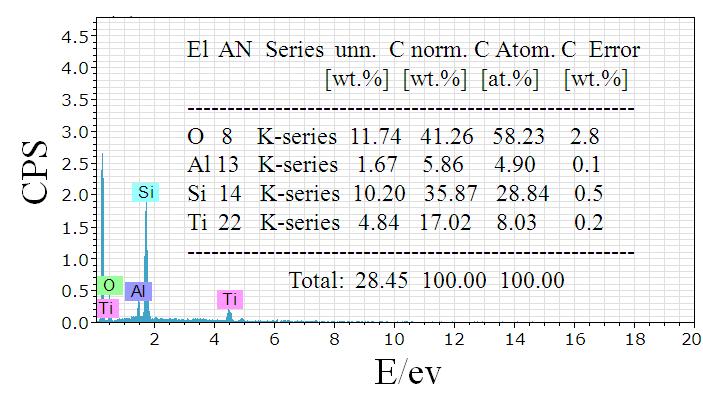 El AN Series unn. C norm. C Atom. C Error
[wt.%] [wt.%] [at.%] [wt.%]
------------------------------------------------
O 8 K-series 11.74 41.26 58.23 2.8
Al 13 K-series 1.67 5.86 4.90 0.1
Si 14 K-series 10.20 35.87 28.84 0.5
Ti 22 K-series 4.84 17.02 8.03 0.2
------------------------------------------------
Total: 28.45 100.00 100.00
CPS
4.5
4.0
3.5
3.0
2.5
2.0
1.5
1.0
0.5
0.0
Si
O
Al
Ti
Ti
2 4 6 8 10 12 14 16 18 20
E/ev